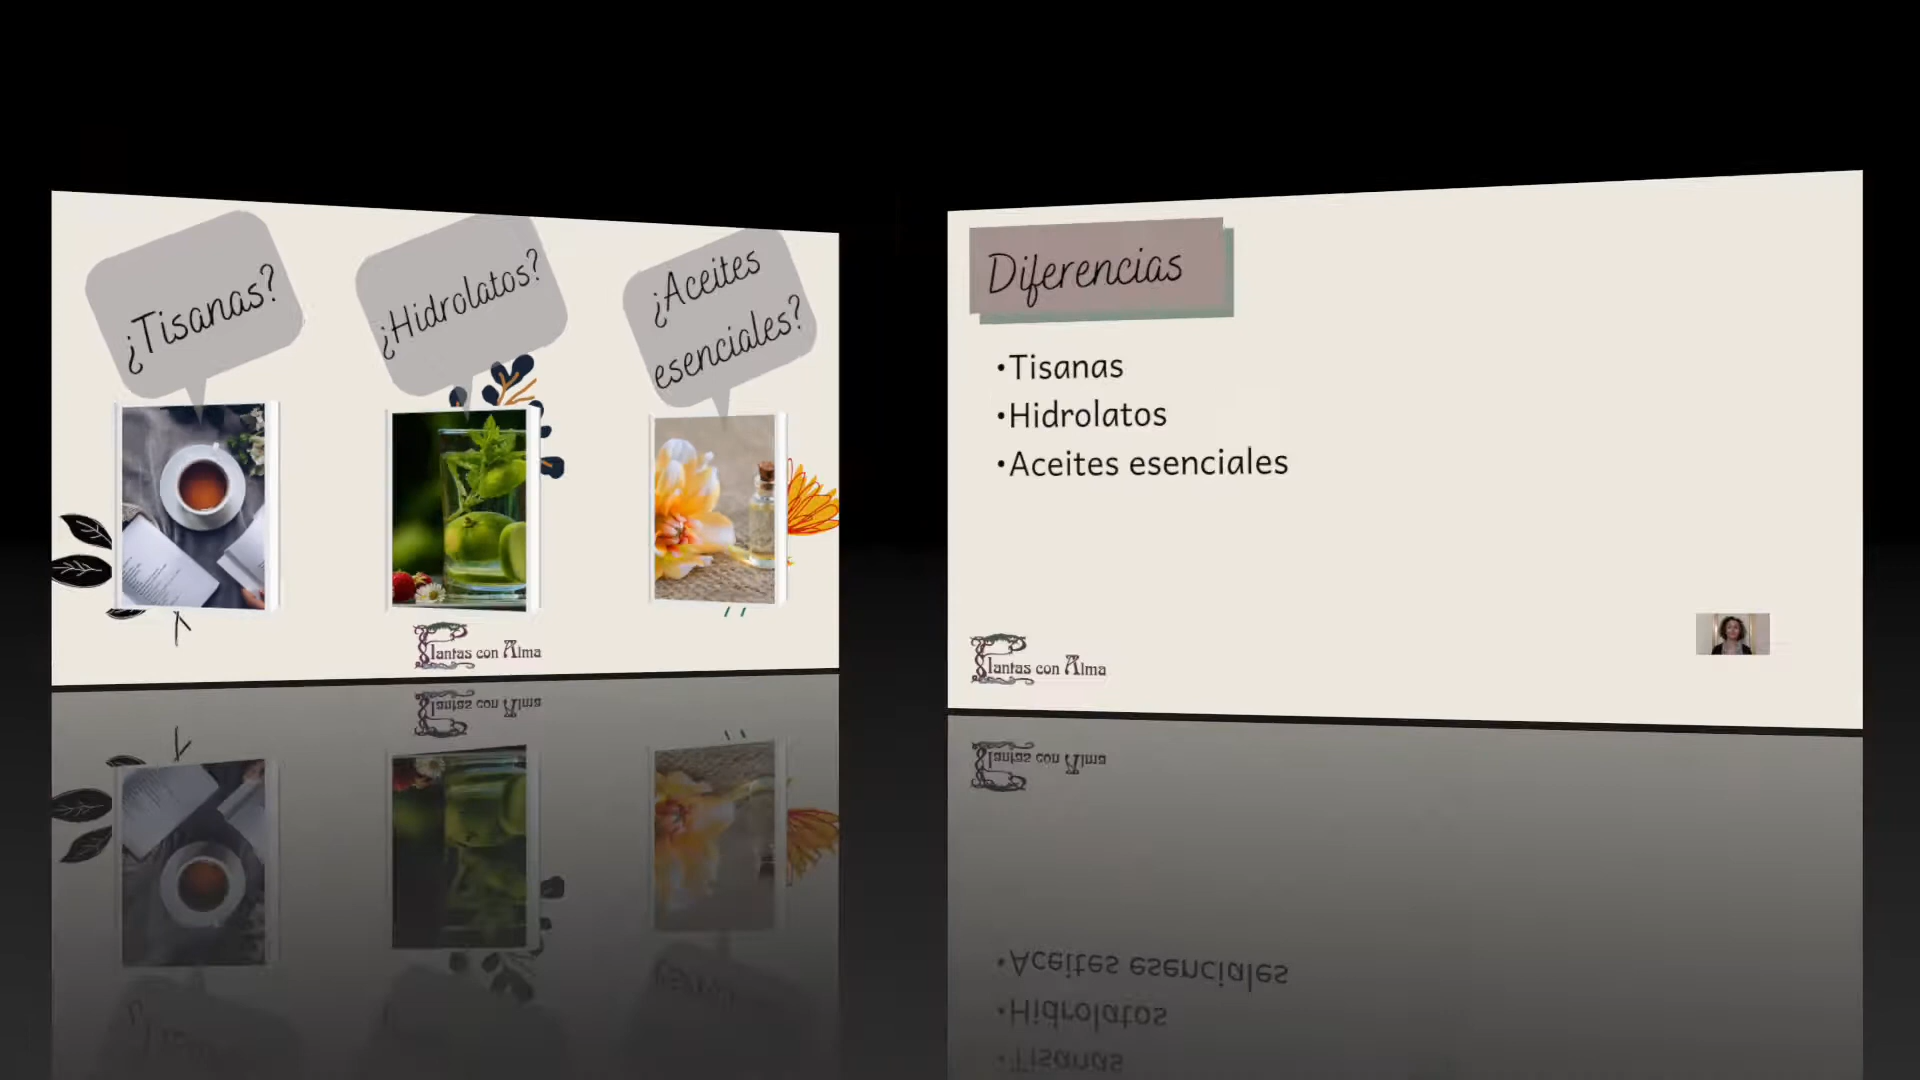 ¿Tisanas?
¿Hidrolatos?
¿Aceites
esenciales?
Plantas con Alma
Diferencias
•Tisanas
•Hidrolatos
•Aceites esenciales
Plantas con Alma